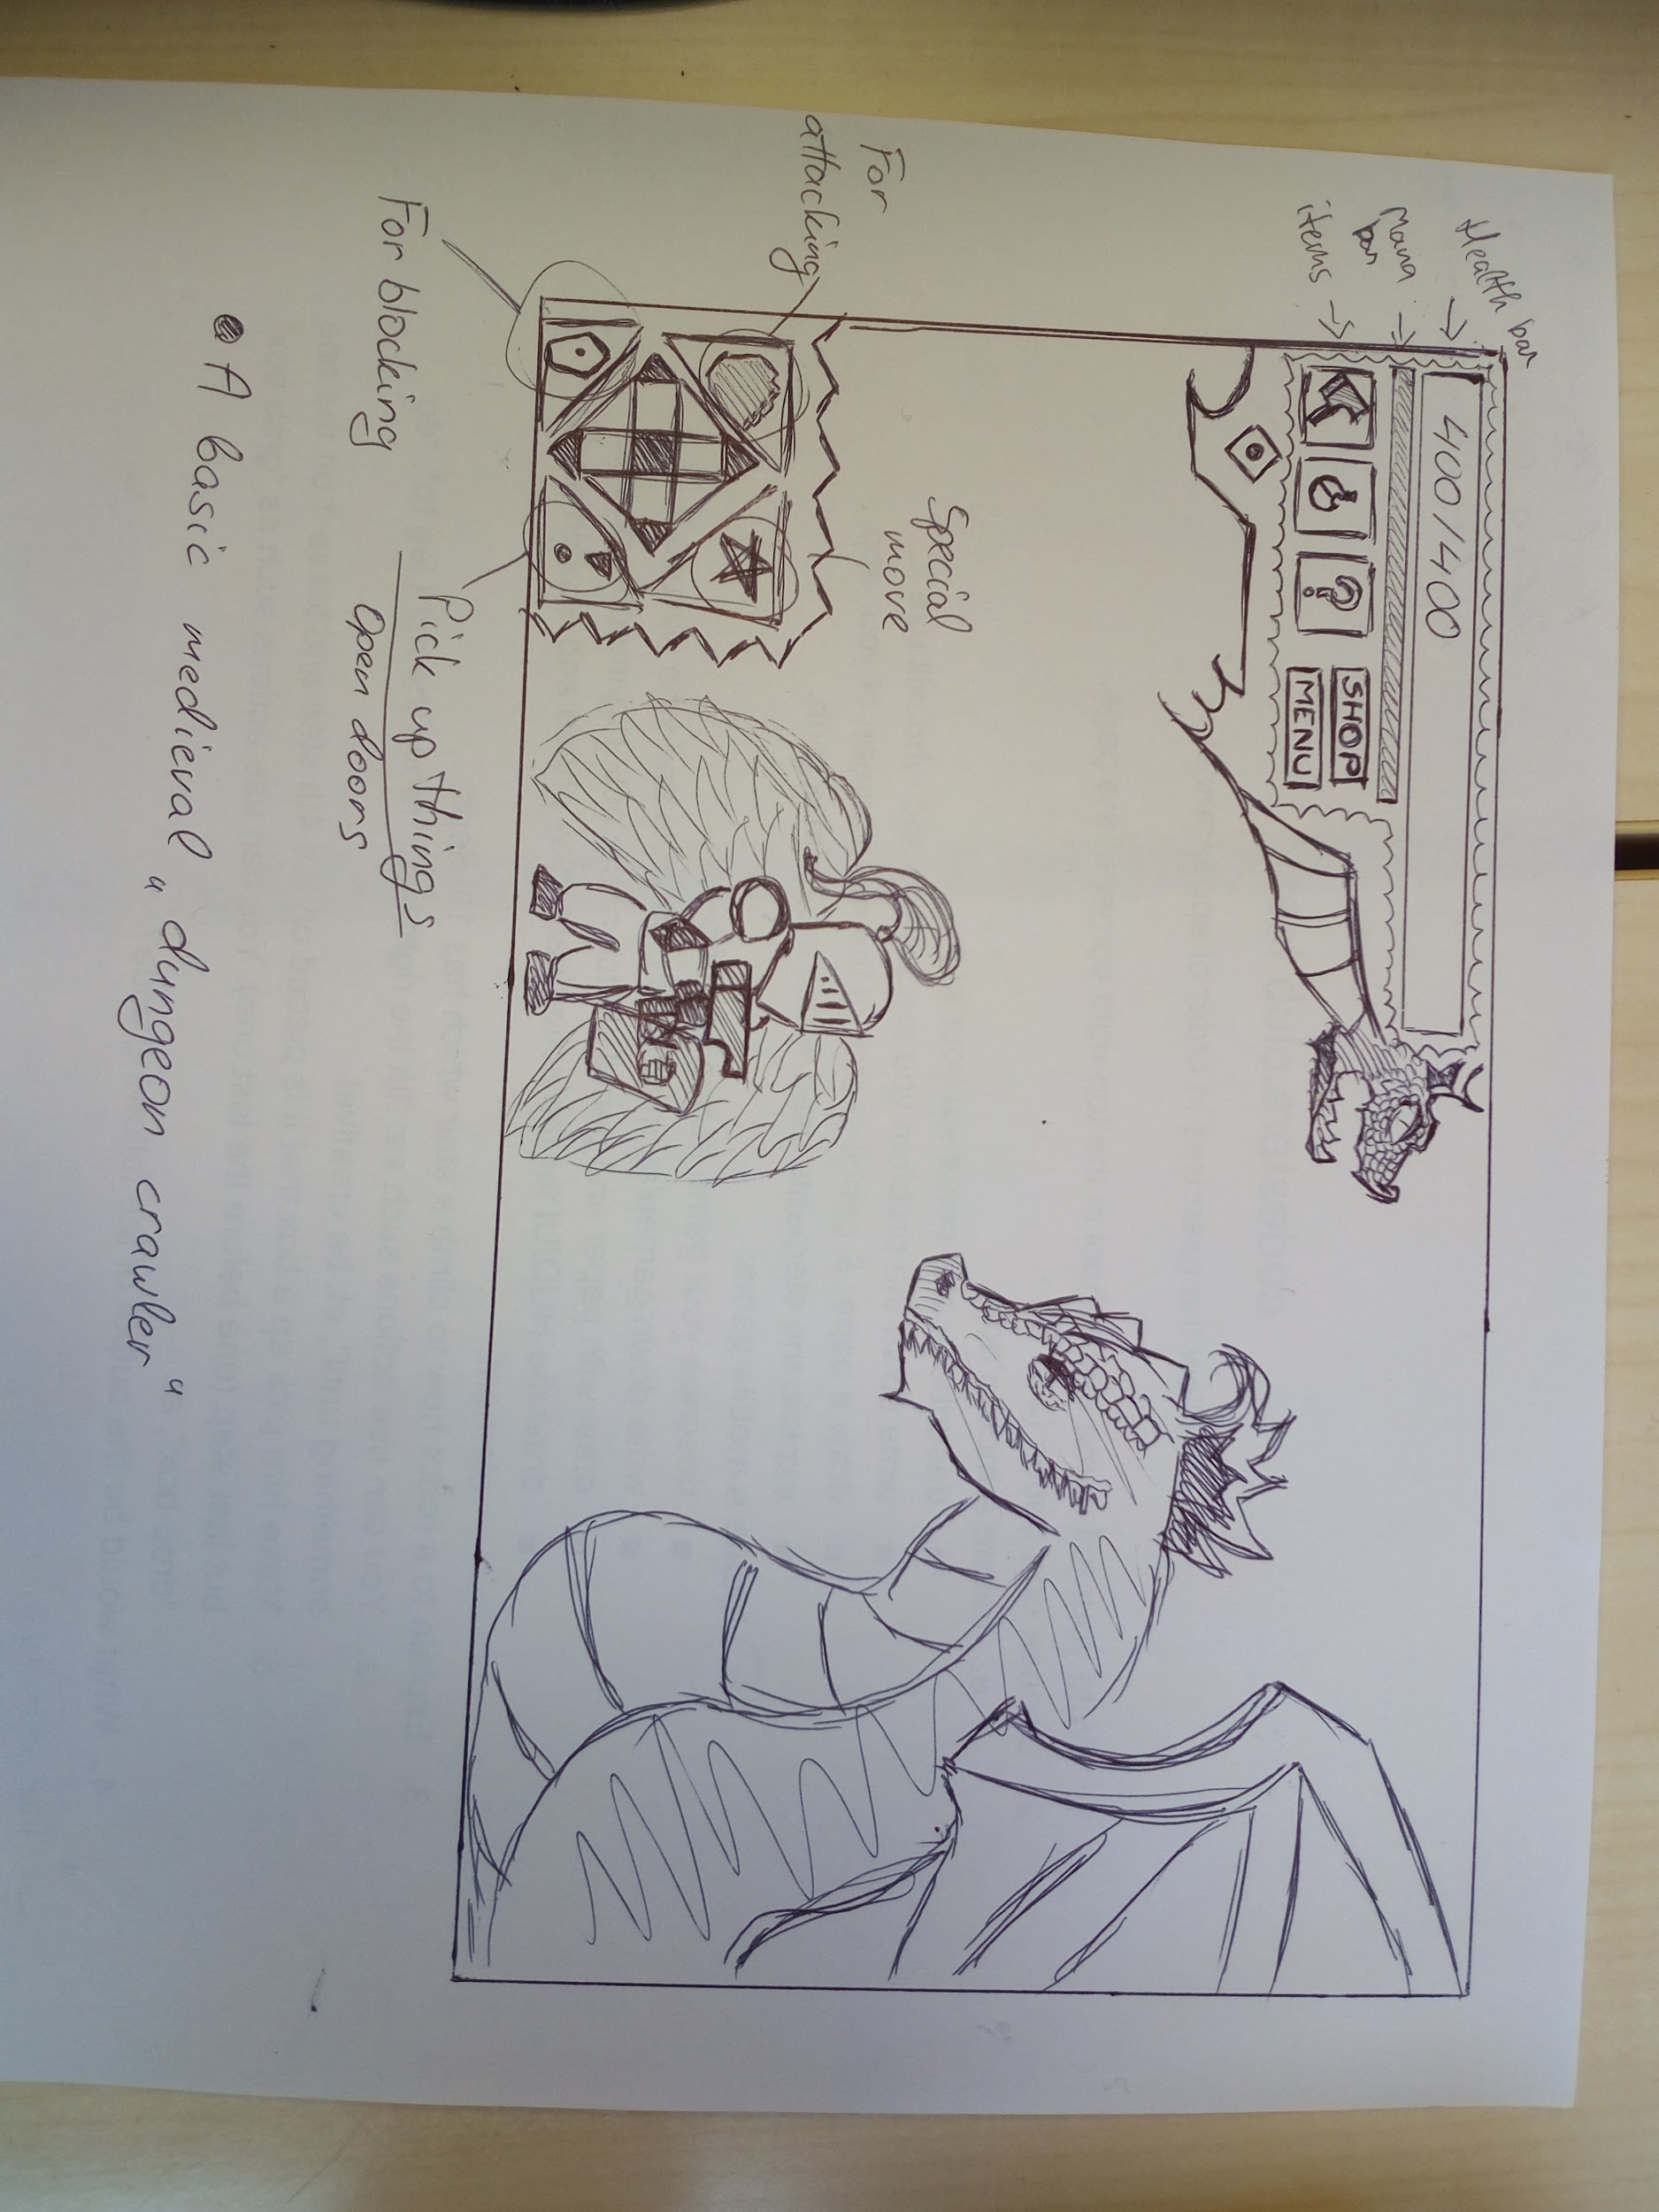 Health bar
Mana
bar
items
400/400
?
SHOP
MENU
Special
move
For
attacking
For blocking
Pick up things
Open doors
A basic medieval "dungeon crawler"